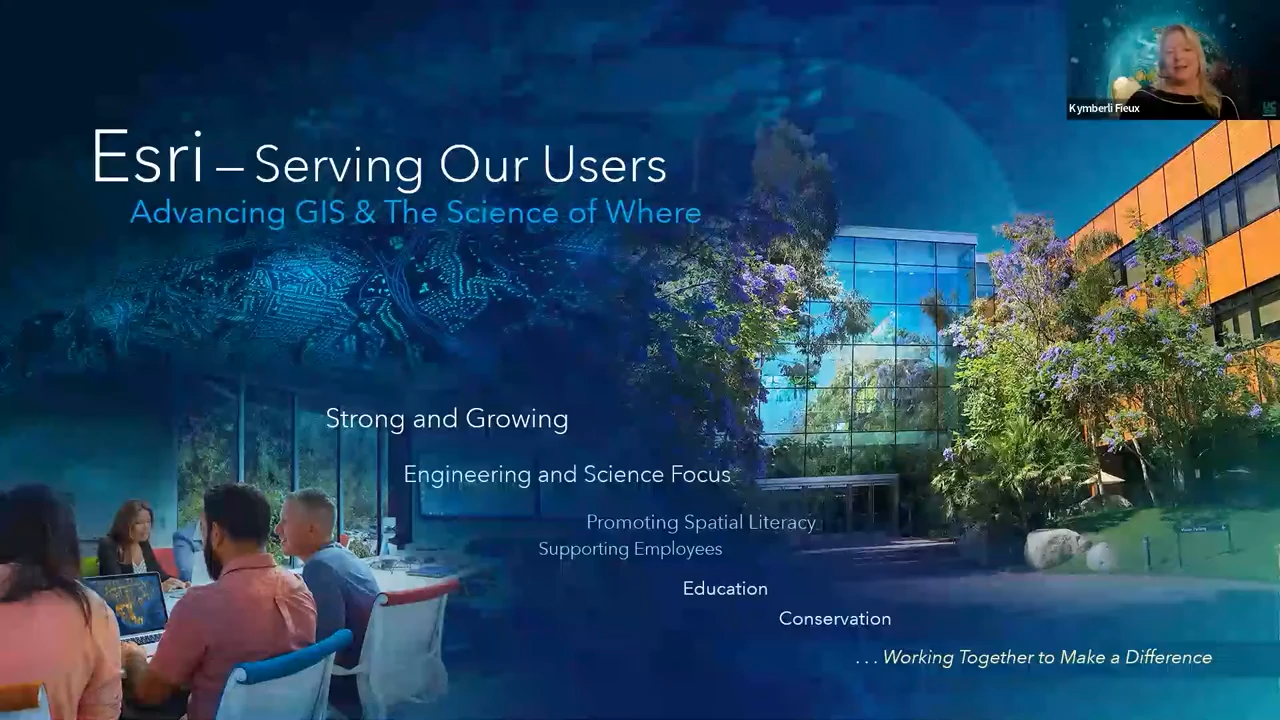 Kymberli Fieux
Esri – Serving Our Users
Advancing GIS & The Science of Where
Strong and Growing
Engineering and Science Focus
Promoting Spatial Literacy
Supporting Employees
Education
Conservation
. . . Working Together to Make a Difference